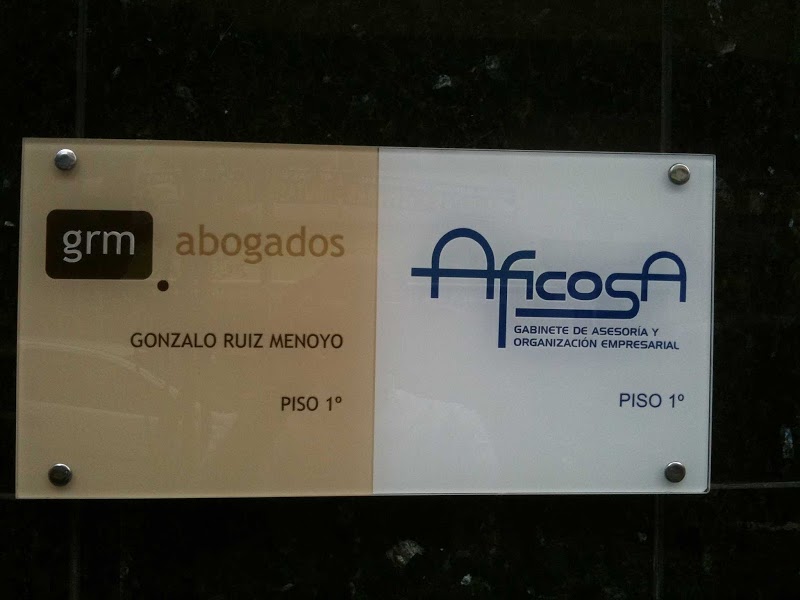 grm. abogados
GONZALO RUIZ MENOYO
PISO 1º
AficosA
GABINETE DE ASESORÍA Y
ORGANIZACIÓN EMPRESARIAL
PISO 1º